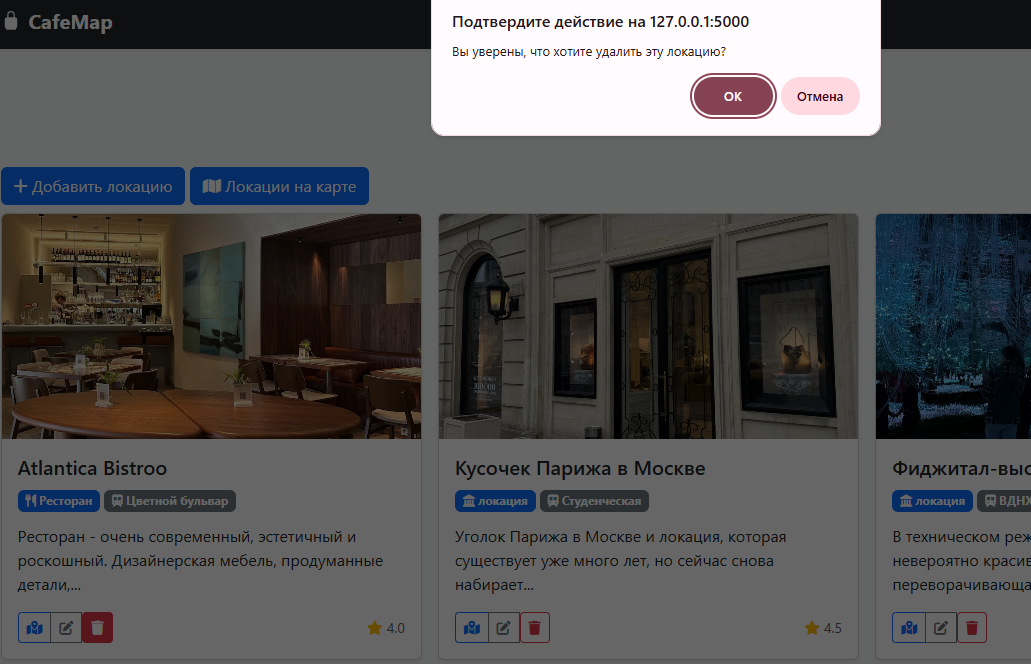 CafeMap
Подтвердите действие на 127.0.0.1:5000
Вы уверены, что хотите удалить эту локацию?
ОК
Отмена
Добавить локацию
Локации на карте
Atlantica Bistroo
Ресторан
Цветной бульвар
Ресторан - очень современный, эстетичный и
роскошный. Дизайнерская мебель, продуманные
детали,...
4.0
Кусочек Парижа в Москве
локация
Студенческая
Уголок Парижа в Москве и локация, которая
существует уже много лет, но сейчас снова
набирает...
4.5
Фиджитал-выс
локация
ВДНХ
В техническом реж
невероятно красив
переворачивающа